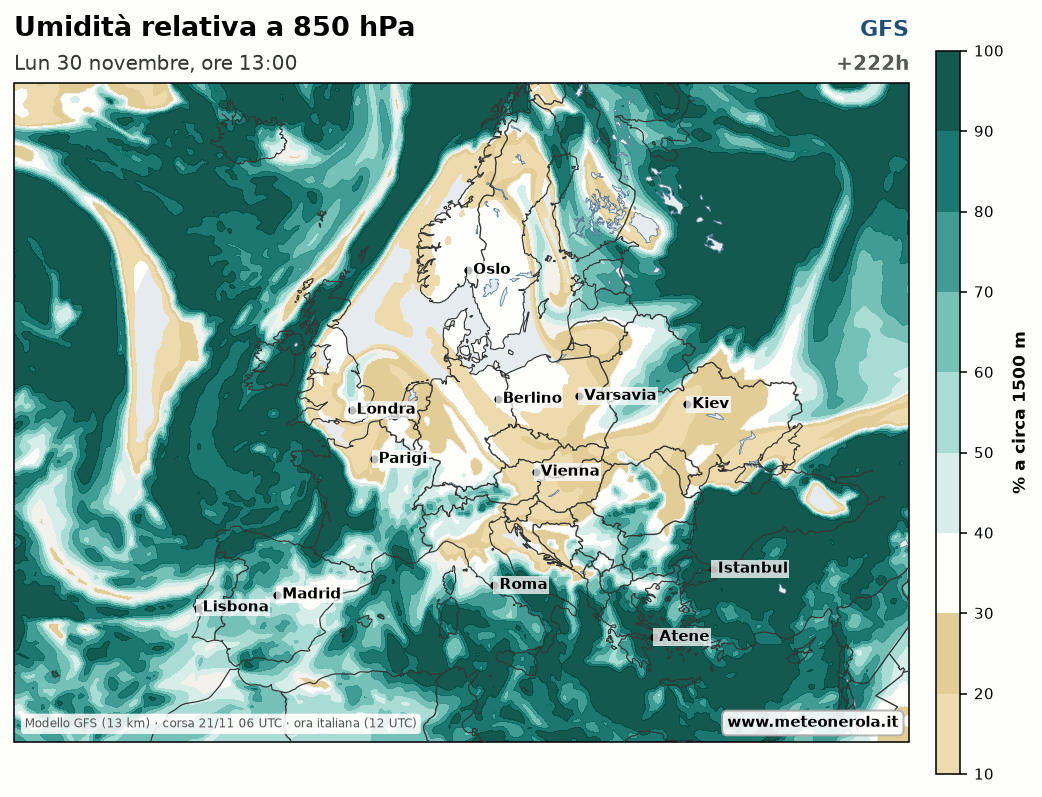 Umidità relativa a 850 hPa
GFS
Lun 30 novembre, ore 13:00
+222h
100
90
80
70
60
50
40
30
20
10
% a circa 1500 m
Oslo
Berlino
Varsavia
Kiev
Londra
Parigi
Vienna
Istanbul
Roma
Madrid
Lisbona
Atene
Modello GFS (13 km) · corsa 21/11 06 UTC · ora italiana (12 UTC)
www.meteonerola.it